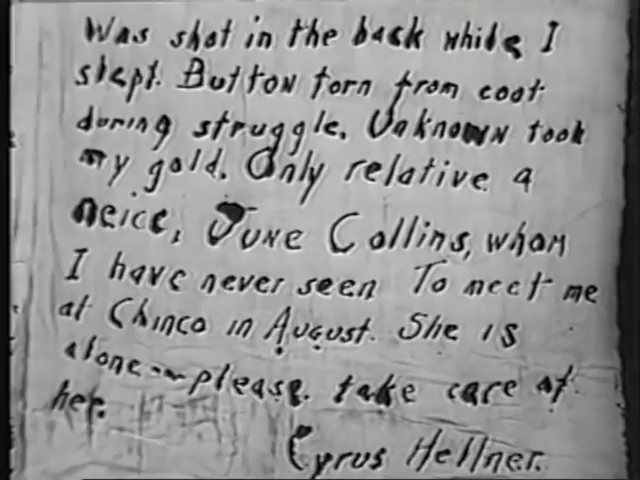 Was shot in the back while I
slept. Button torn from coat
during struggle. Unknown took
my gold. Only relative a
neice, June Collins, whom
I have never seen To meet me
at Chinco in August. She is
alone—please. take care of
her.
Cyrus Hellner.